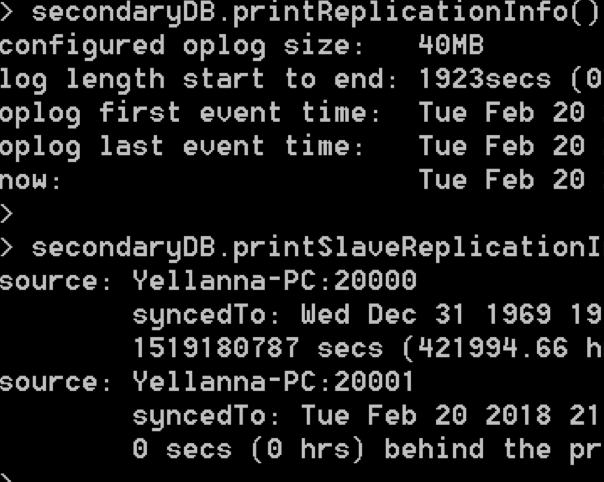 > secondaryDB.printReplicationInfo()
configured oplog size:   40MB
log length start to end: 1923secs (0
oplog first event time:  Tue Feb 20
oplog last event time:   Tue Feb 20
now:                     Tue Feb 20
>
> secondaryDB.printSlaveReplicationI
source: Yellanna-PC:20000
        syncedTo: Wed Dec 31 1969 19
        1519180787 secs (421994.66 h
source: Yellanna-PC:20001
        syncedTo: Tue Feb 20 2018 21
        0 secs (0 hrs) behind the pr
>